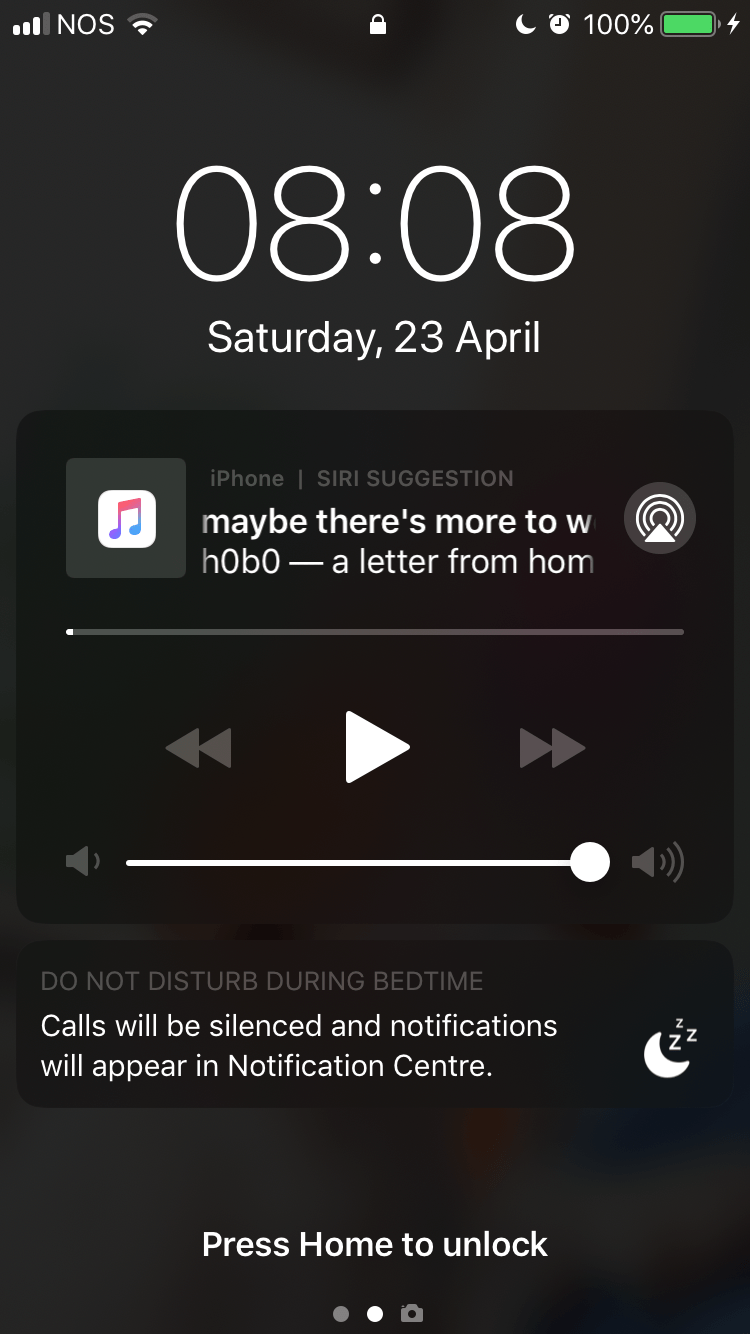 NOS 100%
08:08
Saturday, 23 April
iPhone | SIRI SUGGESTION
maybe there's more to
h0b0 — a letter from hom
DO NOT DISTURB DURING BEDTIME
Calls will be silenced and notifications
will appear in Notification Centre.
Press Home to unlock